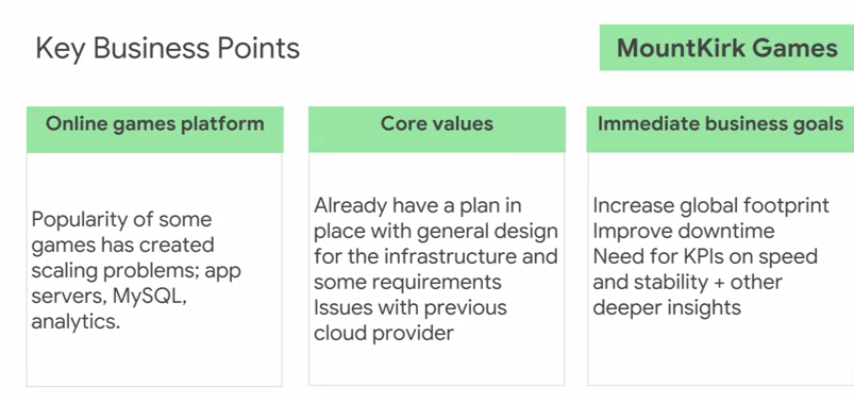 Key Business Points
MountKirk Games
Online games platform
Popularity of some
games has created
scaling problems; app
servers, MySQL,
analytics.
Core values
Already have a plan in
place with general design
for the infrastructure and
some requirements
Issues with previous
cloud provider
Immediate business goals
Increase global footprint
Improve downtime
Need for KPIs on speed
and stability + other
deeper insights